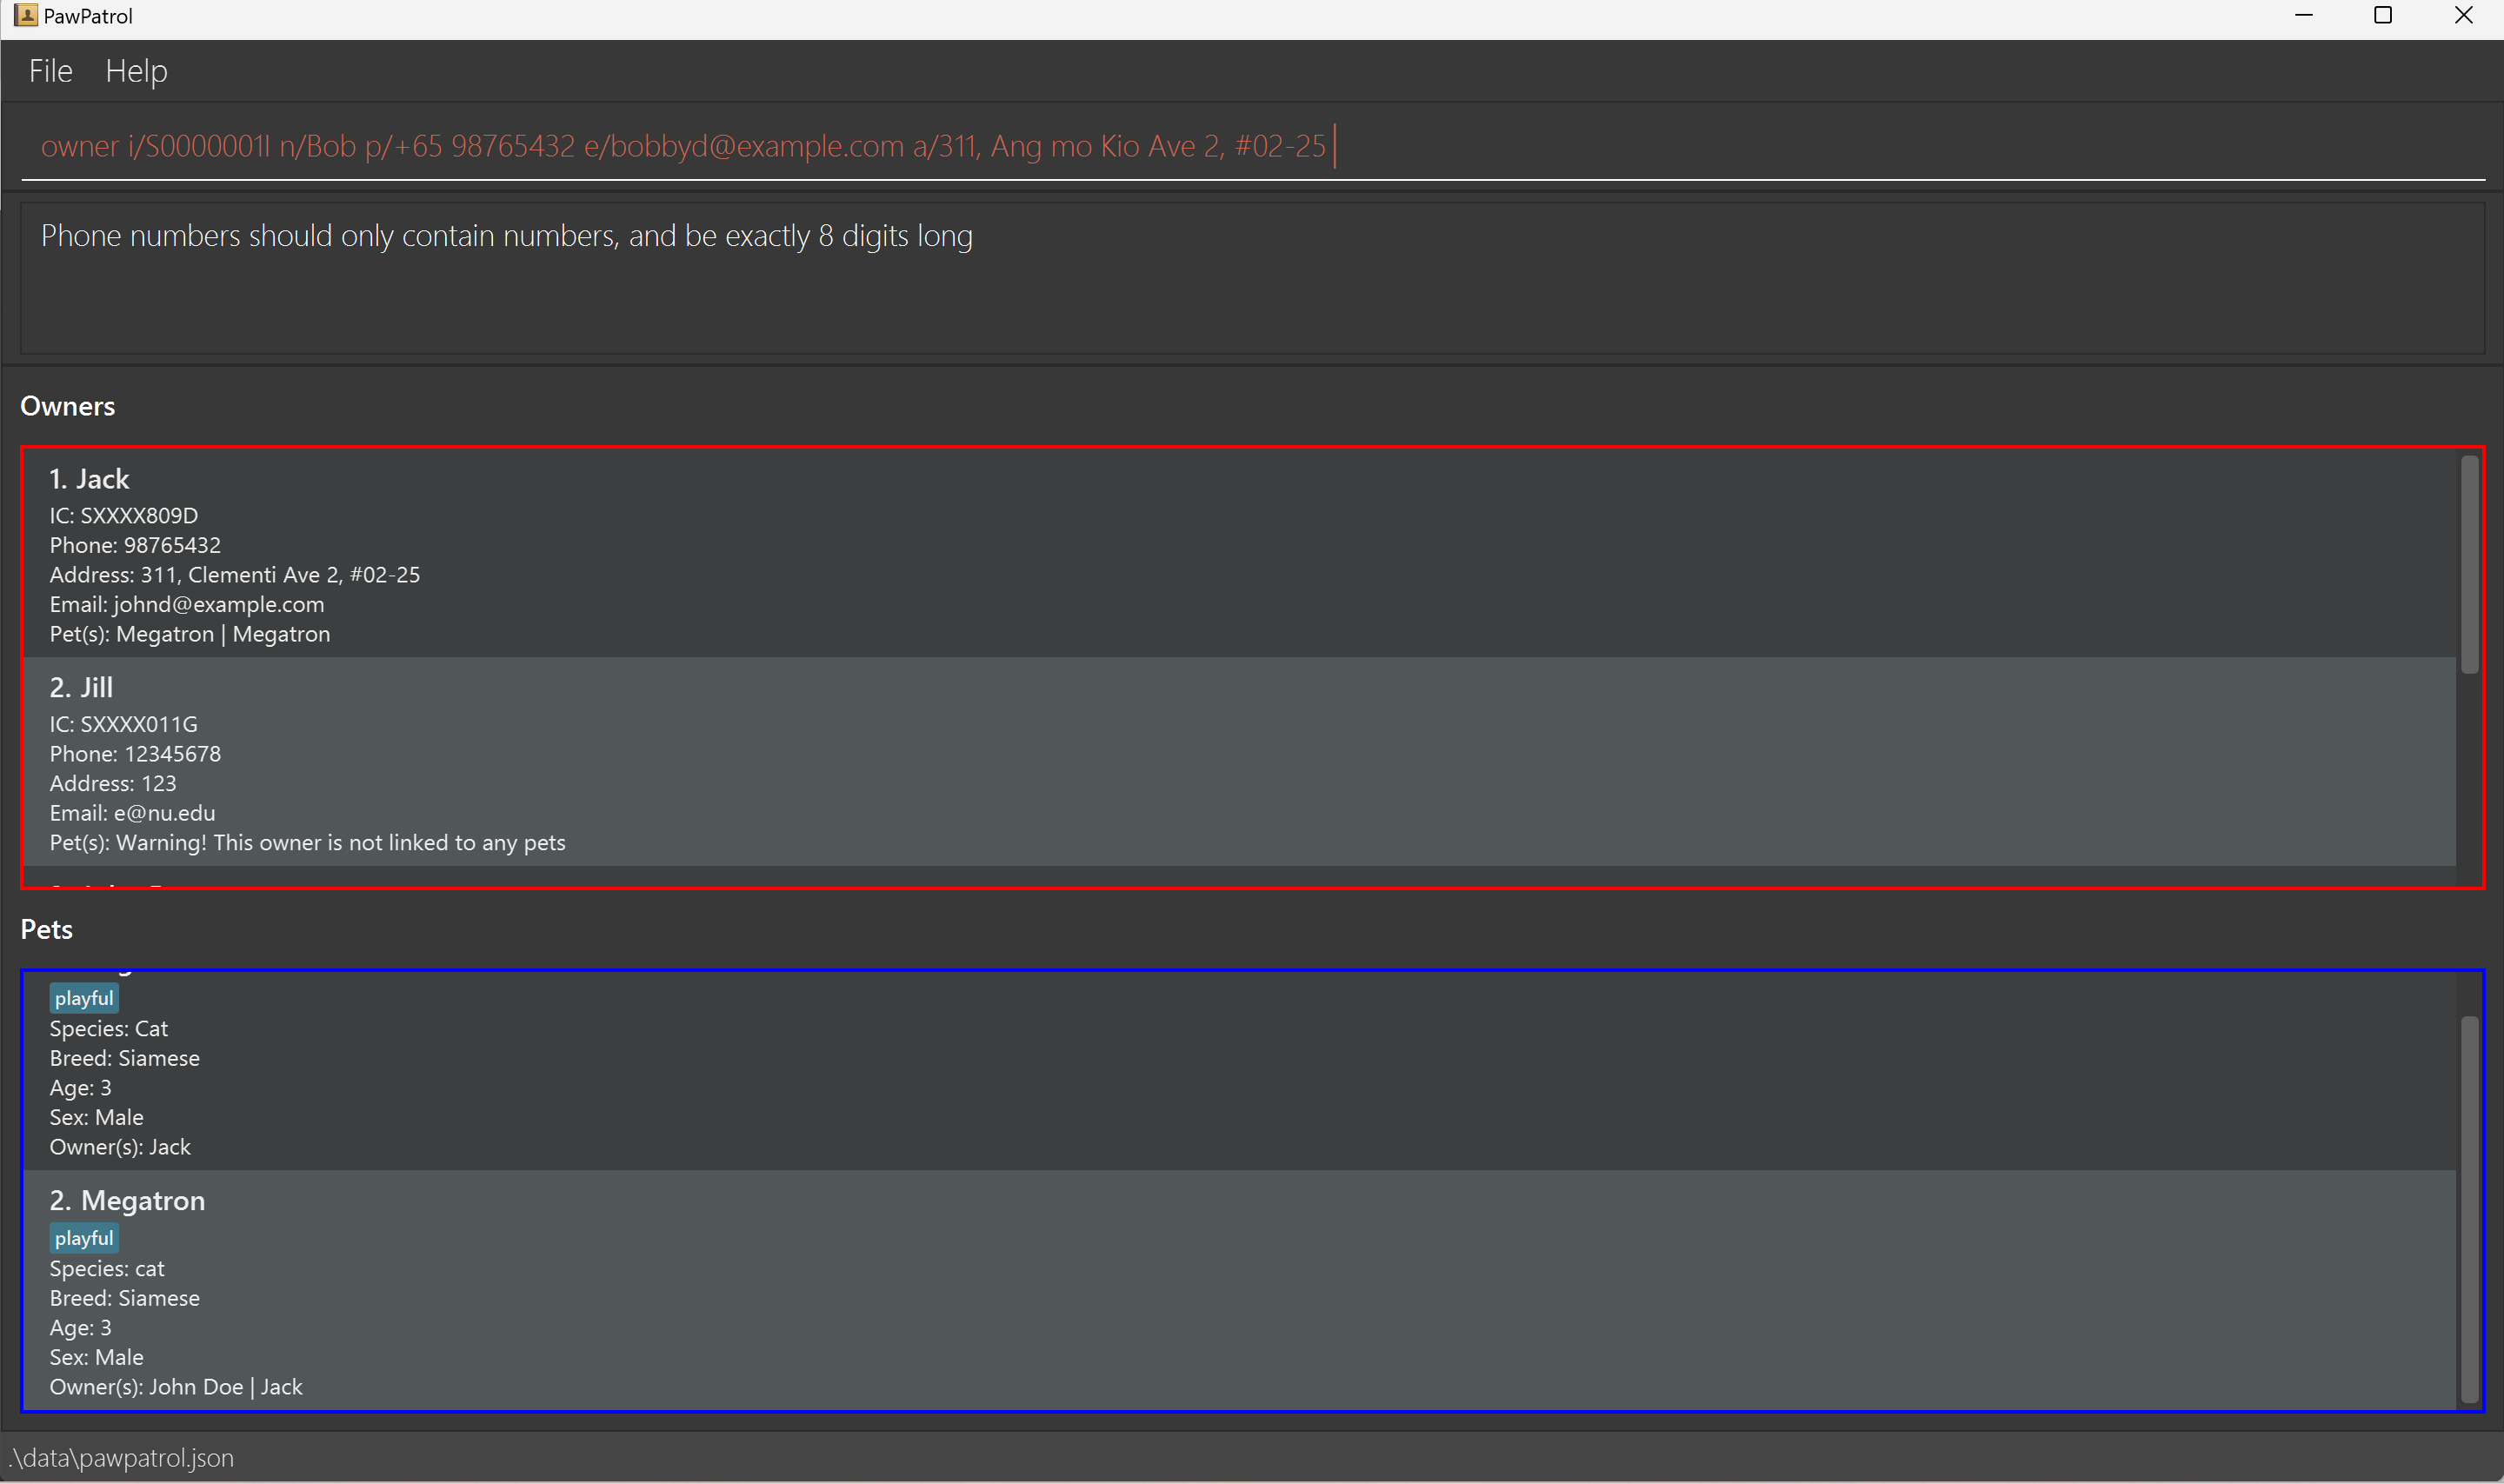 PawPatrol
File Help
owner i/S0000001I n/Bob p/+65 98765432 e/bobbyd@example.com a/311, Ang mo Kio Ave 2, #02-25
Phone numbers should only contain numbers, and be exactly 8 digits long
Owners
1. Jack
IC: SXXXX809D
Phone: 98765432
Address: 311, Clementi Ave 2, #02-25
Email: johnd@example.com
Pet(s): Megatron | Megatron
2. Jill
IC: SXXXX011G
Phone: 12345678
Address: 123
Email: e@nu.edu
Pet(s): Warning! This owner is not linked to any pets
Pets
playful
Species: Cat
Breed: Siamese
Age: 3
Sex: Male
Owner(s): Jack
2. Megatron
playful
Species: cat
Breed: Siamese
Age: 3
Sex: Male
Owner(s): John Doe | Jack
.\data\pawpatrol.json